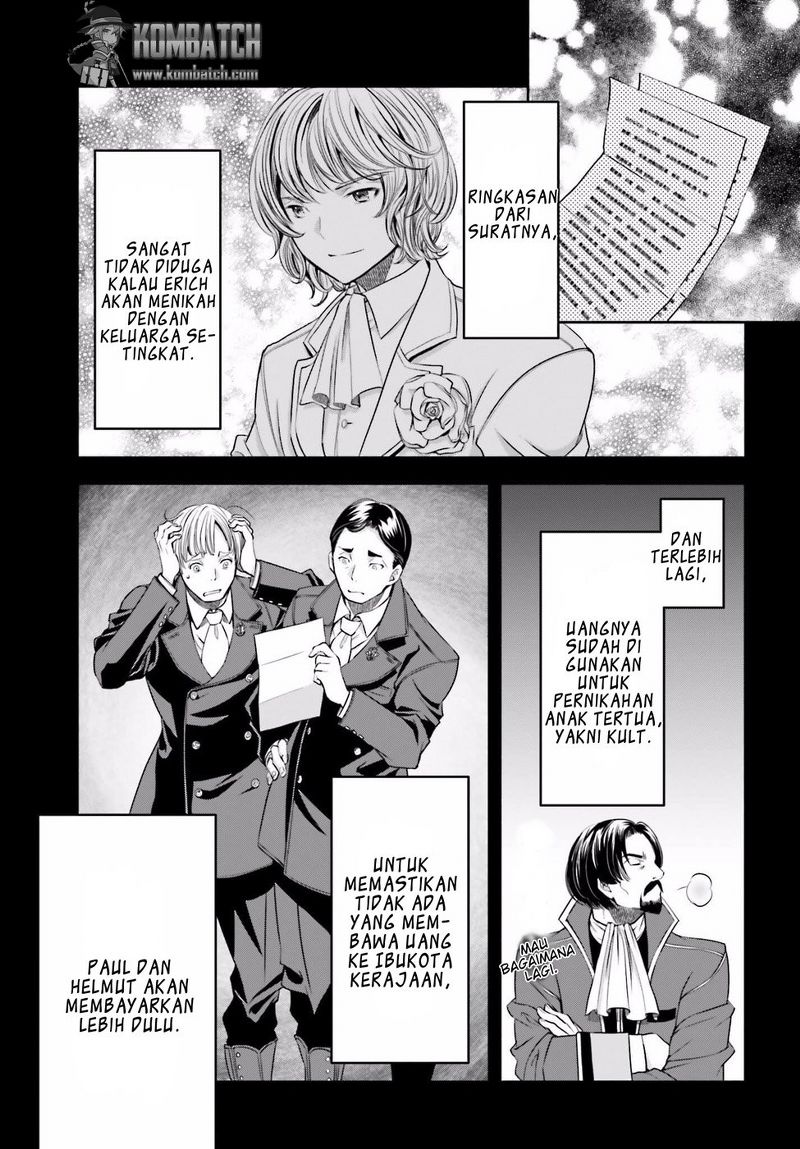 KOMBATCH
www.kombatch.com
RINGKASAN
DARI
SURATNYA,
SANGAT
TIDAK DIDUGA
KALAU ERICH
AKAN MENIKAH
DENGAN
KELUARGA SE-
TINGKAT.
DAN
TERLEBIH
LAGI,
UANGNYA
SUDAH DI
GUNAKAN
UNTUK
PERNIKAHAN
ANAK TERTUA,
YAKNI KULT.
MAU
BAGAIMANA
LAGI.
UNTUK
MEMASTIKAN
TIDAK ADA
YANG MEM-
BAWA UANG
KE IBUKOTA
KERAJAAN,
PAUL DAN
HELMUT AKAN
MEMBAYARKAN
LEBIH DULU.